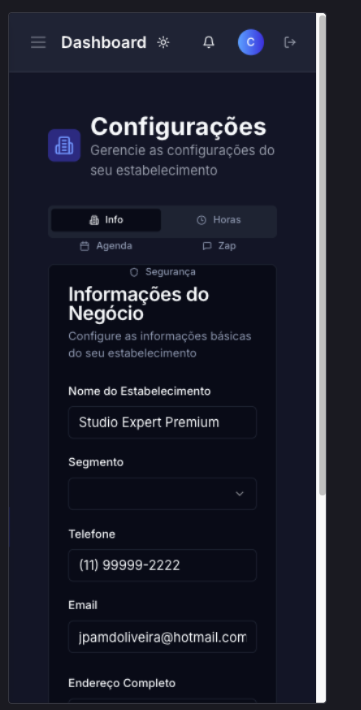 Dashboard
C
Configurações
Gerencie as configurações do
seu estabelecimento
Info
Horas
Agenda
Zap
Segurança
Informações do
Negócio
Configure as informações básicas
do seu estabelecimento
Nome do Estabelecimento
Studio Expert Premium
Segmento
Telefone
(11) 99999-2222
Email
jpamdoliveira@hotmail.com
Endereço Completo